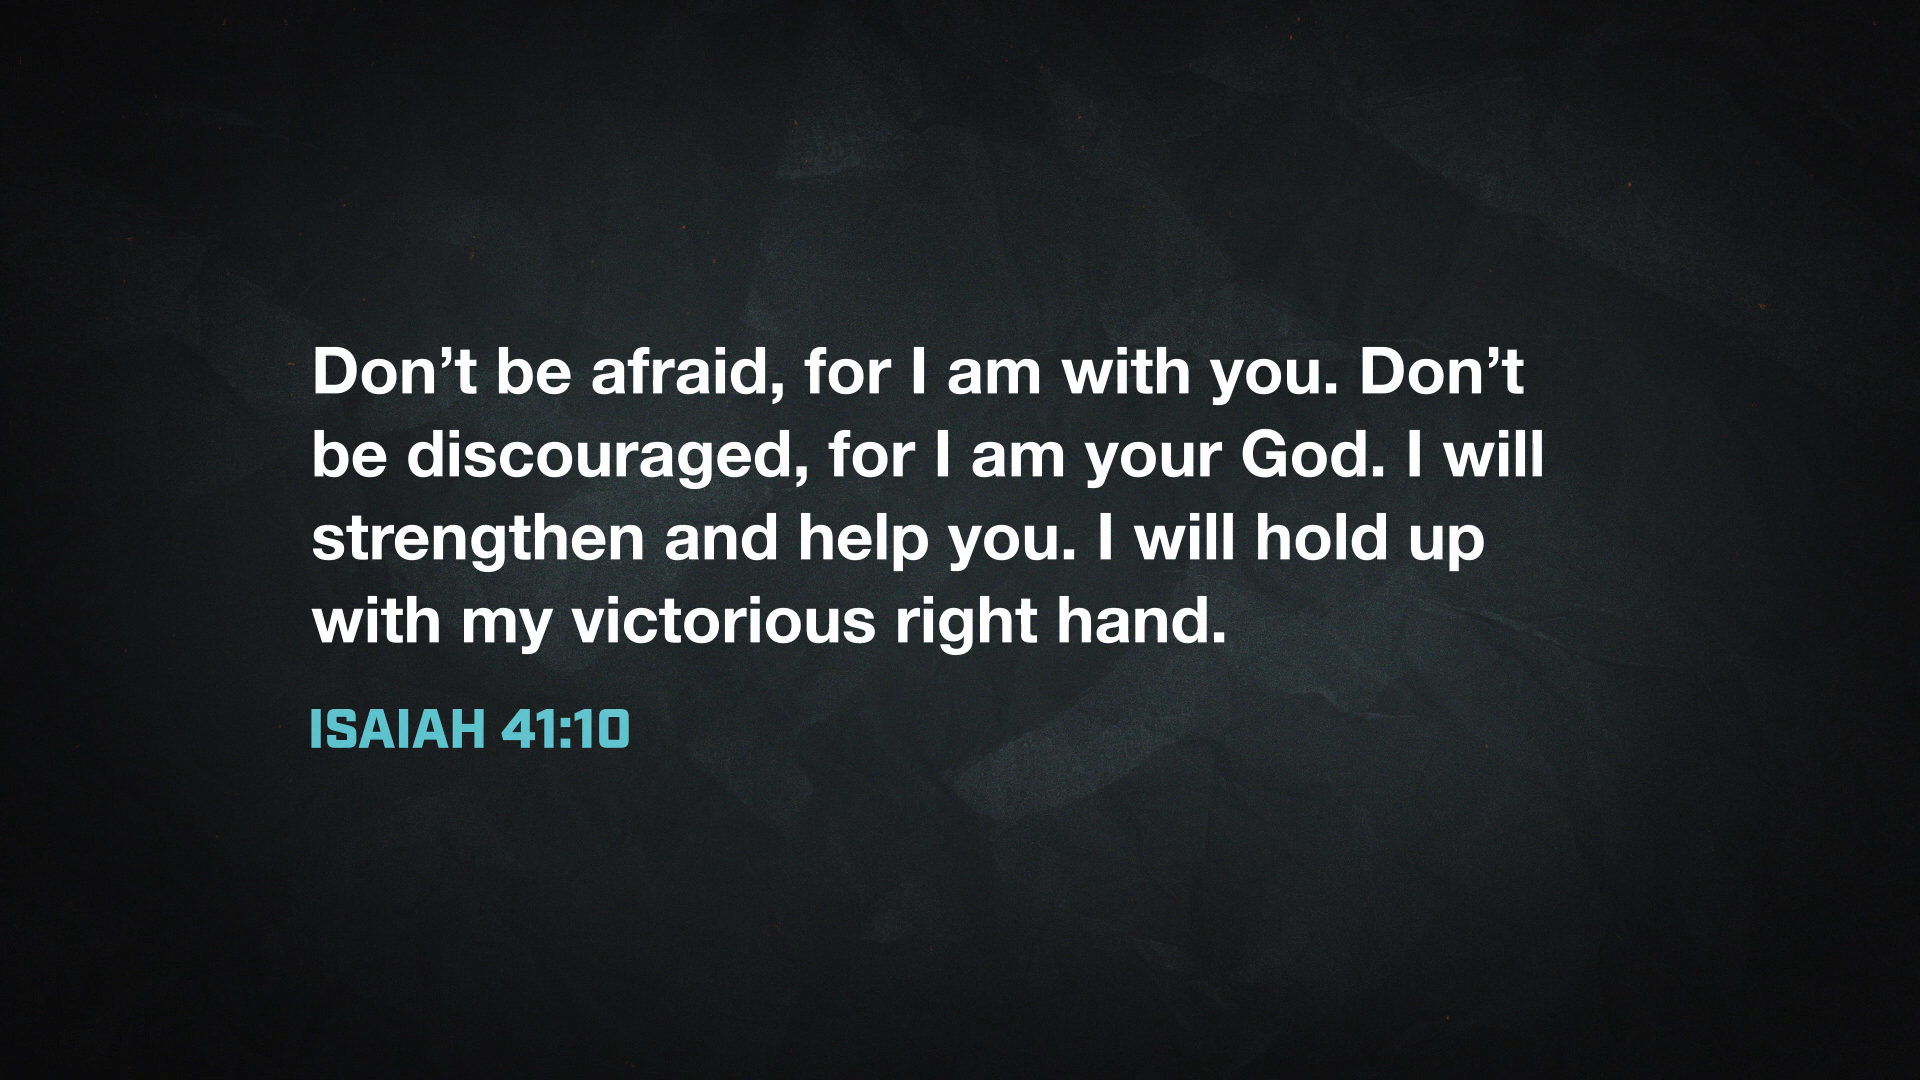 Don’t be afraid, for I am with you. Don’t
be discouraged, for I am your God. I will
strengthen and help you. I will hold up
with my victorious right hand.
ISAIAH 41:10